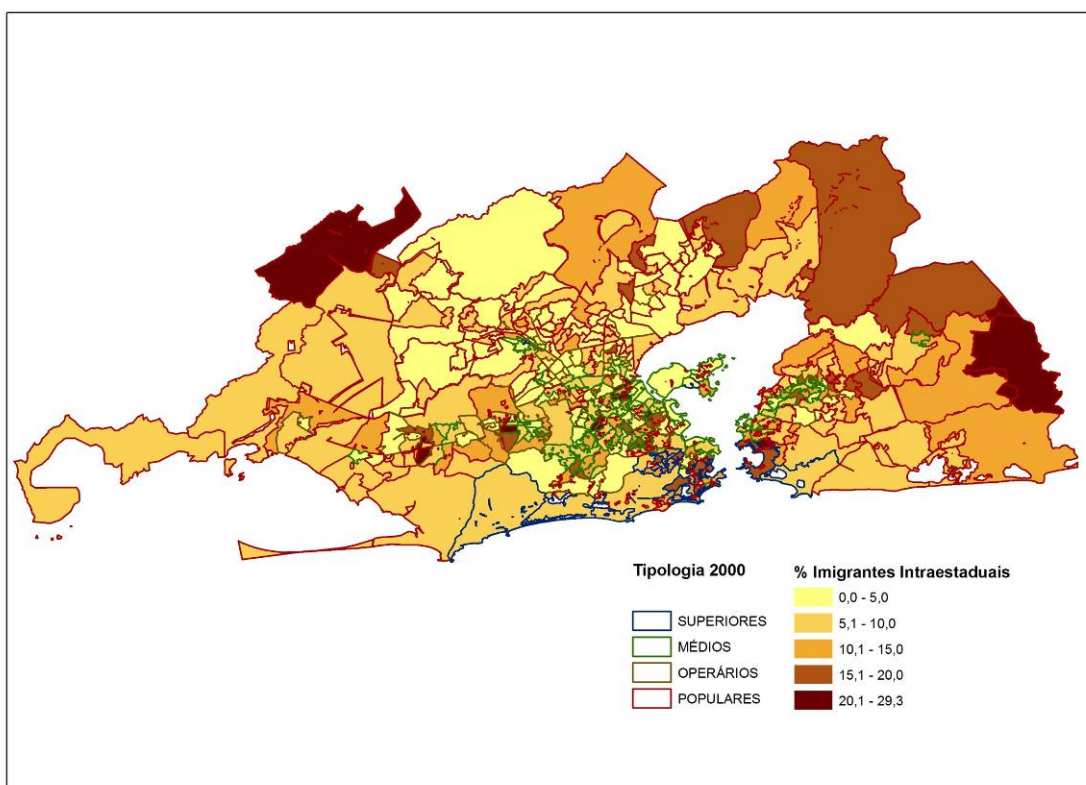 Tipologia 2000
SUPERIORES
MÉDIOS
OPERÁRIOS
POPULARES
% Imigrantes Intraestaduais
0,0 - 5,0
5,1 - 10,0
10,1 - 15,0
15,1 - 20,0
20,1 - 29,3